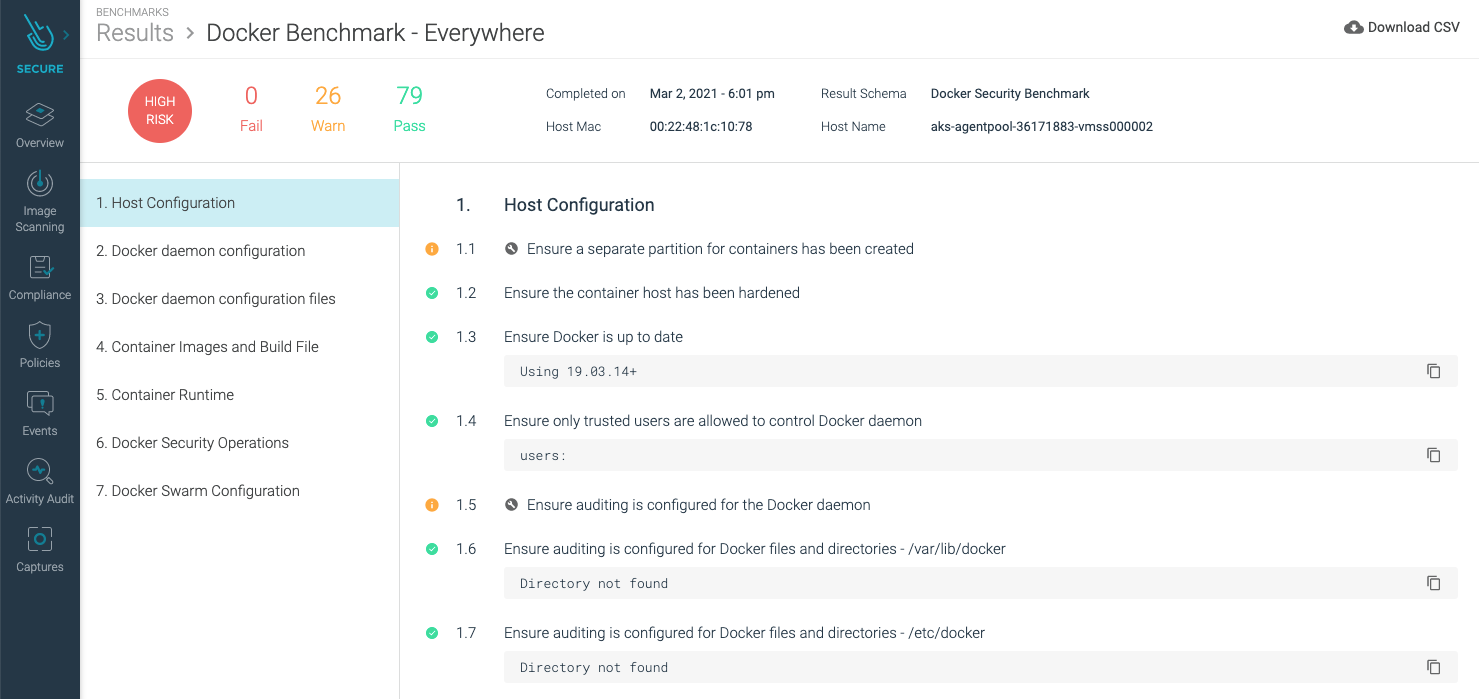 BENCHMARKS
Results > Docker Benchmark - Everywhere
Download CSV
SECURE
Overview
Image
Scanning
Compliance
Policies
Events
Activity Audit
Captures
HIGH
RISK
0
Fail
26
Warn
79
Pass
Completed on Mar 2, 2021 - 6:01 pm
Host Mac 00:22:48:1c:10:78
Result Schema Docker Security Benchmark
Host Name aks-agentpool-36171883-vmss000002
1. Host Configuration
2. Docker daemon configuration
3. Docker daemon configuration files
4. Container Images and Build File
5. Container Runtime
6. Docker Security Operations
7. Docker Swarm Configuration
1. Host Configuration
1.1 Ensure a separate partition for containers has been created
1.2 Ensure the container host has been hardened
1.3 Ensure Docker is up to date
Using 19.03.14+
1.4 Ensure only trusted users are allowed to control Docker daemon
users:
1.5 Ensure auditing is configured for the Docker daemon
1.6 Ensure auditing is configured for Docker files and directories - /var/lib/docker
Directory not found
1.7 Ensure auditing is configured for Docker files and directories - /etc/docker
Directory not found